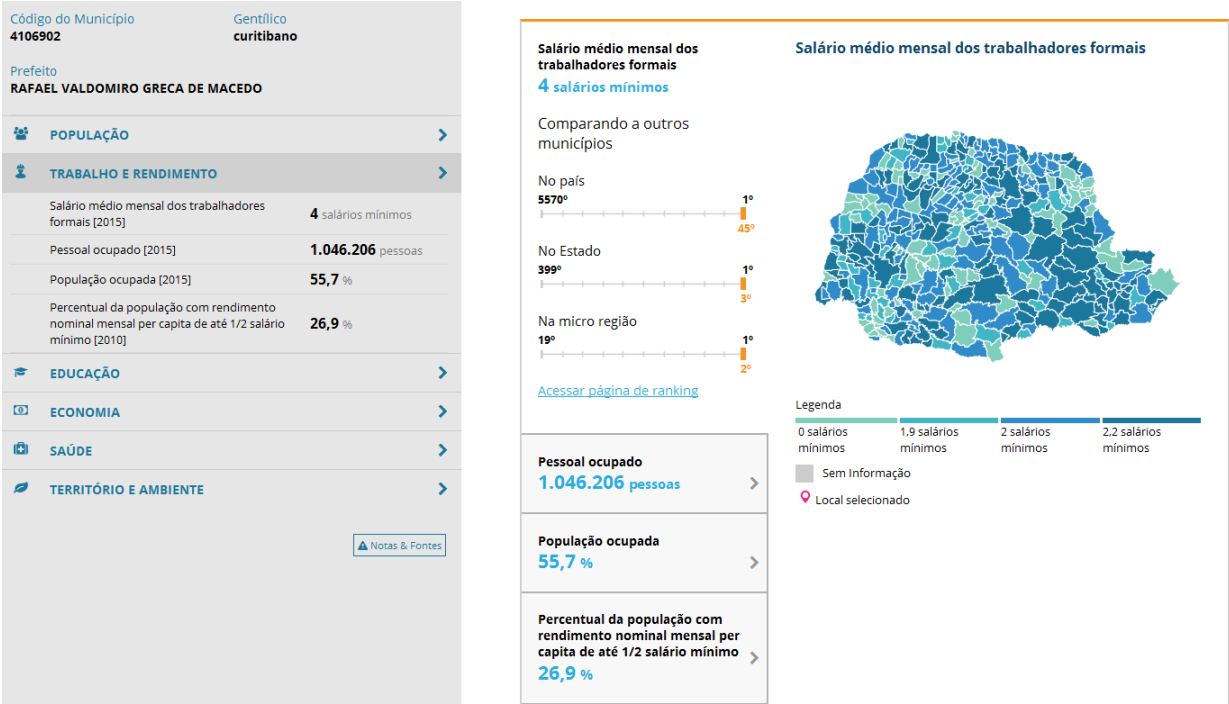 Código do Município
Gentílico
4106902
curitibano
Prefeito
RAFAEL VALDOMIRO GRECA DE MACEDO
POPULAÇÃO
TRABALHO E RENDIMENTO
Salário médio mensal dos trabalhadores
formais [2015]
4 salários mínimos
Pessoal ocupado [2015]
1.046.206 pessoas
População ocupada [2015]
55,7 %
Percentual da população com rendimento
nominal mensal per capita de até 1/2 salário
mínimo [2010]
26,9 %
EDUCAÇÃO
ECONOMIA
SAÚDE
TERRITÓRIO E AMBIENTE
Notas & Fontes
Salário médio mensal dos
trabalhadores formais
4 salários mínimos
Comparando a outros
municípios
No país
5570º
1º
45º
No Estado
399º
1º
3º
Na micro região
19º
1º
2º
Acessar página de ranking
Pessoal ocupado
1.046.206 pessoas
População ocupada
55,7 %
Percentual da população com
rendimento nominal mensal per
capita de até 1/2 salário mínimo
26,9 %
Salário médio mensal dos trabalhadores formais
Legenda
0 salários
mínimos
1,9 salários
mínimos
2 salários
mínimos
2,2 salários
mínimos
Sem Informação
Local selecionado